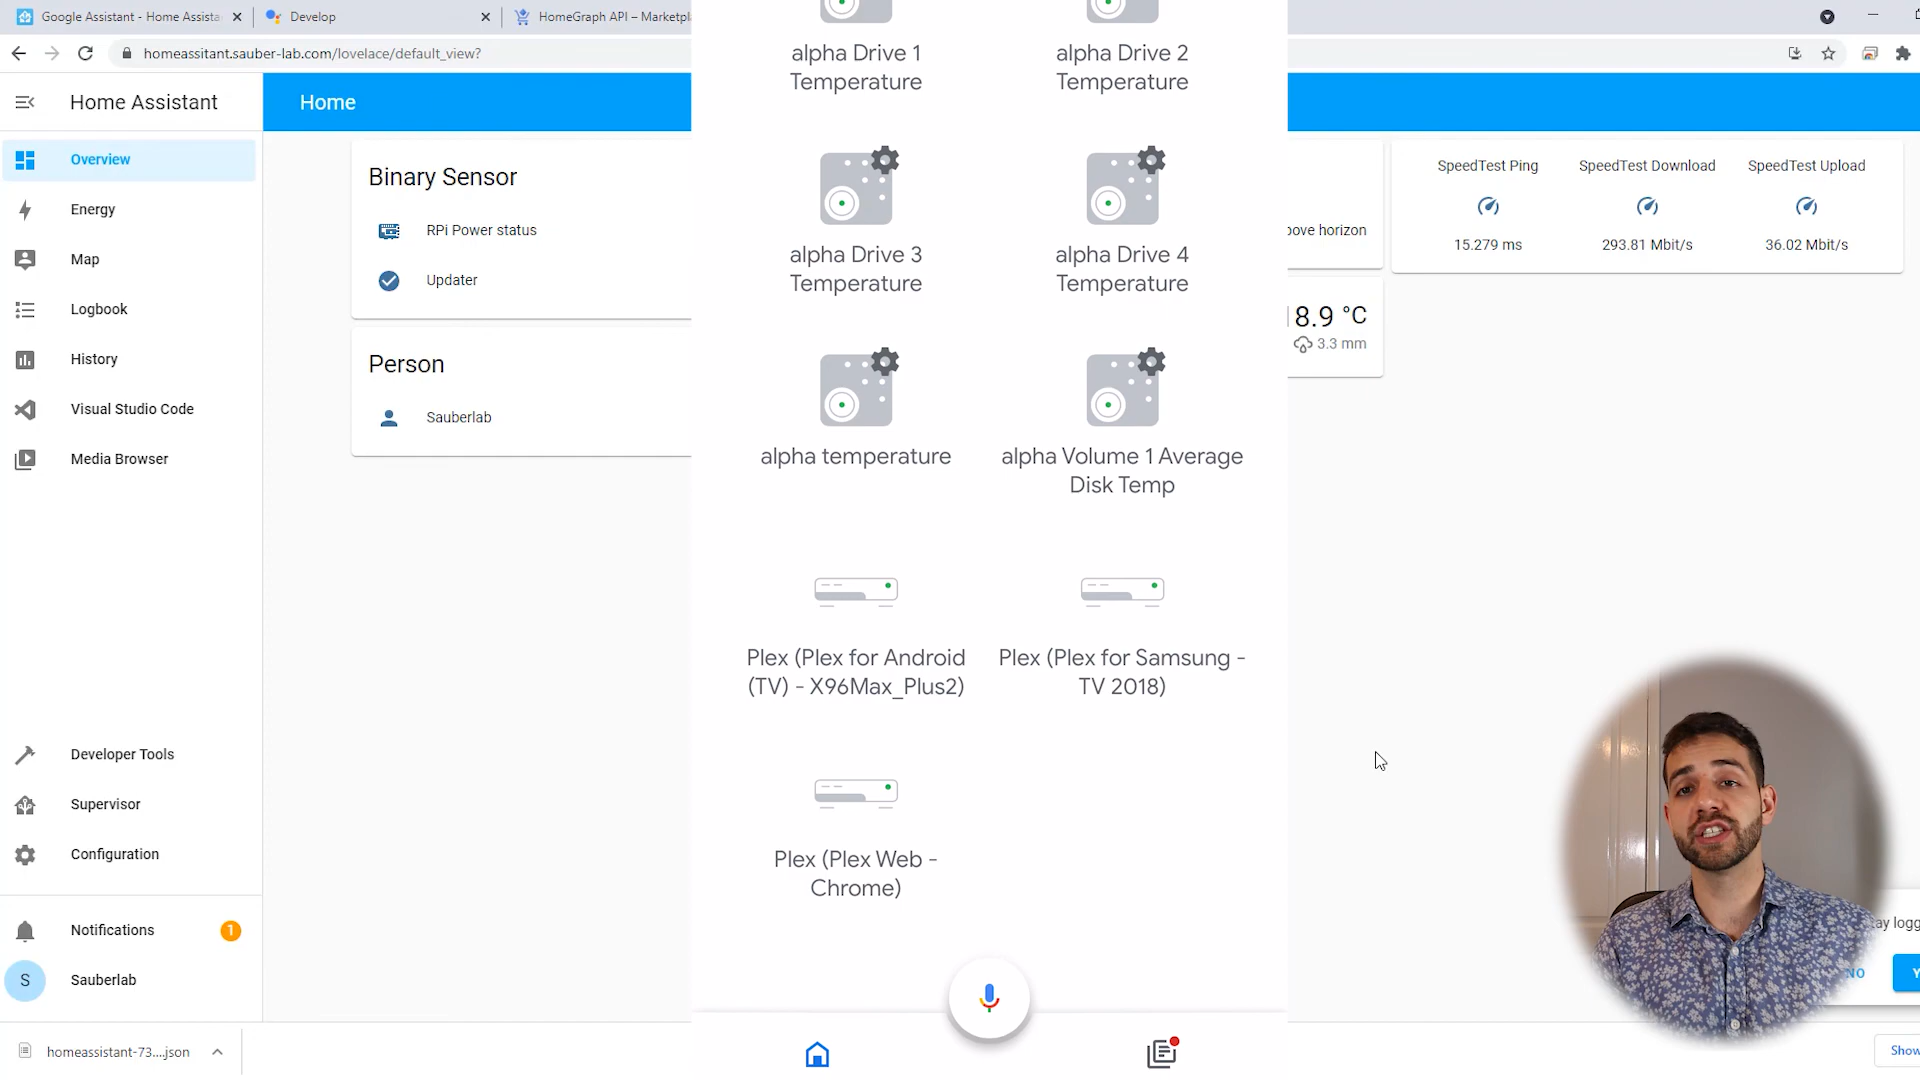 Google Assistant - Home Assista
Develop
HomeGraph API – Marketpl
homeassitant.sauber-lab.com/lovelace/default_view?
Home Assistant
Home
Overview
Energy
Map
Logbook
History
Visual Studio Code
Media Browser
Developer Tools
Supervisor
Configuration
Notifications
1
S
Sauberlab
Binary Sensor
RPi Power status
Updater
Person
Sauberlab
alpha Drive 1
Temperature
alpha Drive 2
Temperature
alpha Drive 3
Temperature
alpha Drive 4
Temperature
alpha temperature
alpha Volume 1 Average
Disk Temp
Plex (Plex for Android
(TV) - X96Max_Plus2)
Plex (Plex for Samsung -
TV 2018)
Plex (Plex Web -
Chrome)
ove horizon
8.9 °C
3.3 mm
SpeedTest Ping
15.279 ms
SpeedTest Download
293.81 Mbit/s
SpeedTest Upload
36.02 Mbit/s
ay logg
NO
Y
homeassistant-73....json
Show